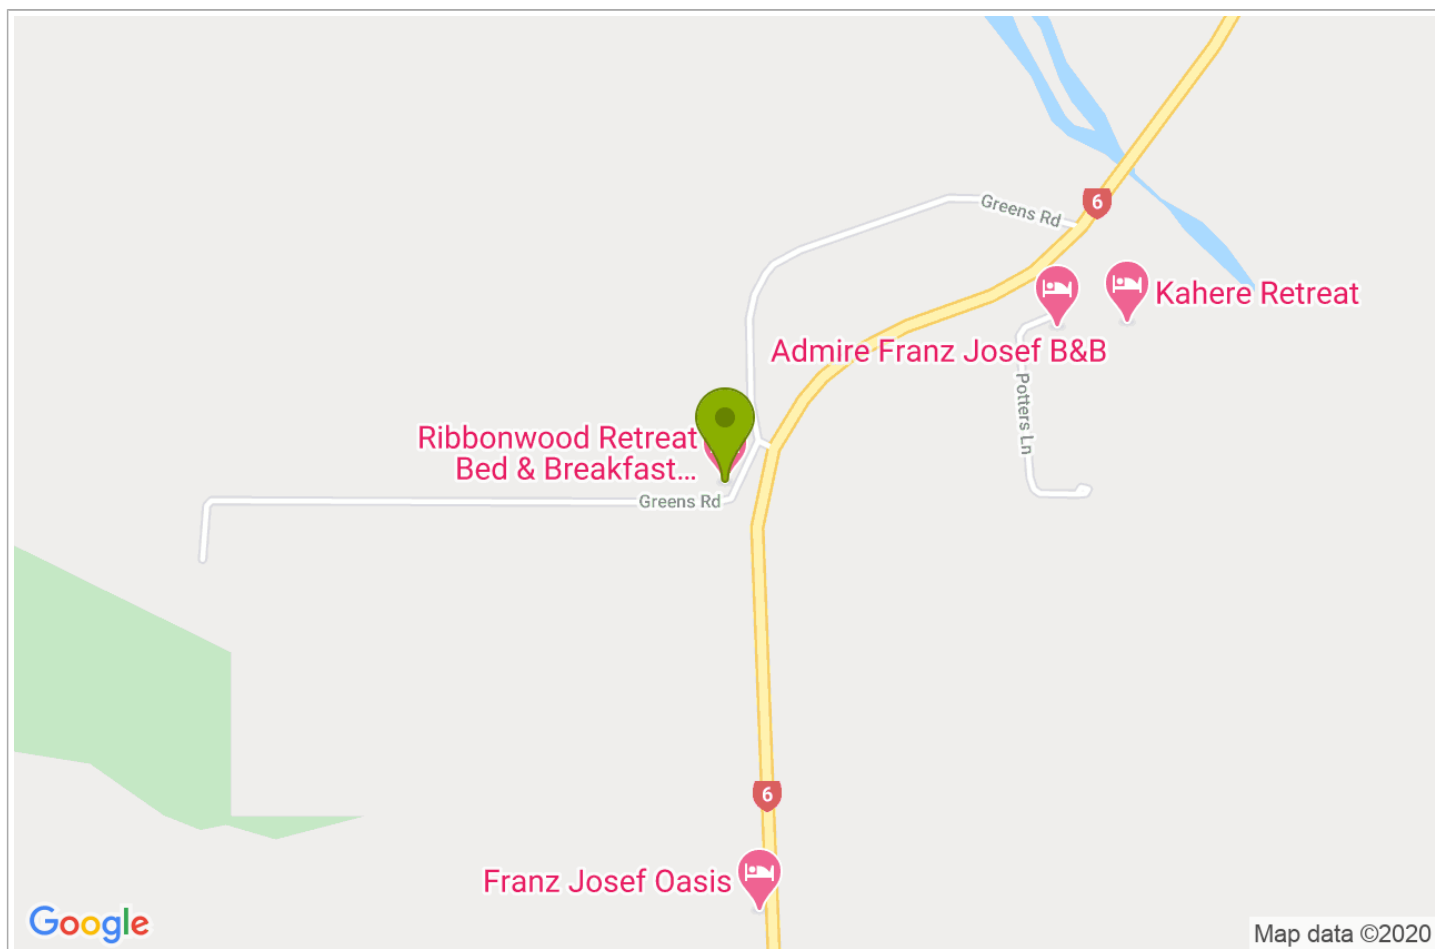 Greens Rd
6
Kahere Retreat
Admire Franz Josef B&B
Potters Ln
Ribbonwood Retreat
Bed & Breakfast...
Greens Rd
6
Franz Josef Oasis
Google
Map data ©2020